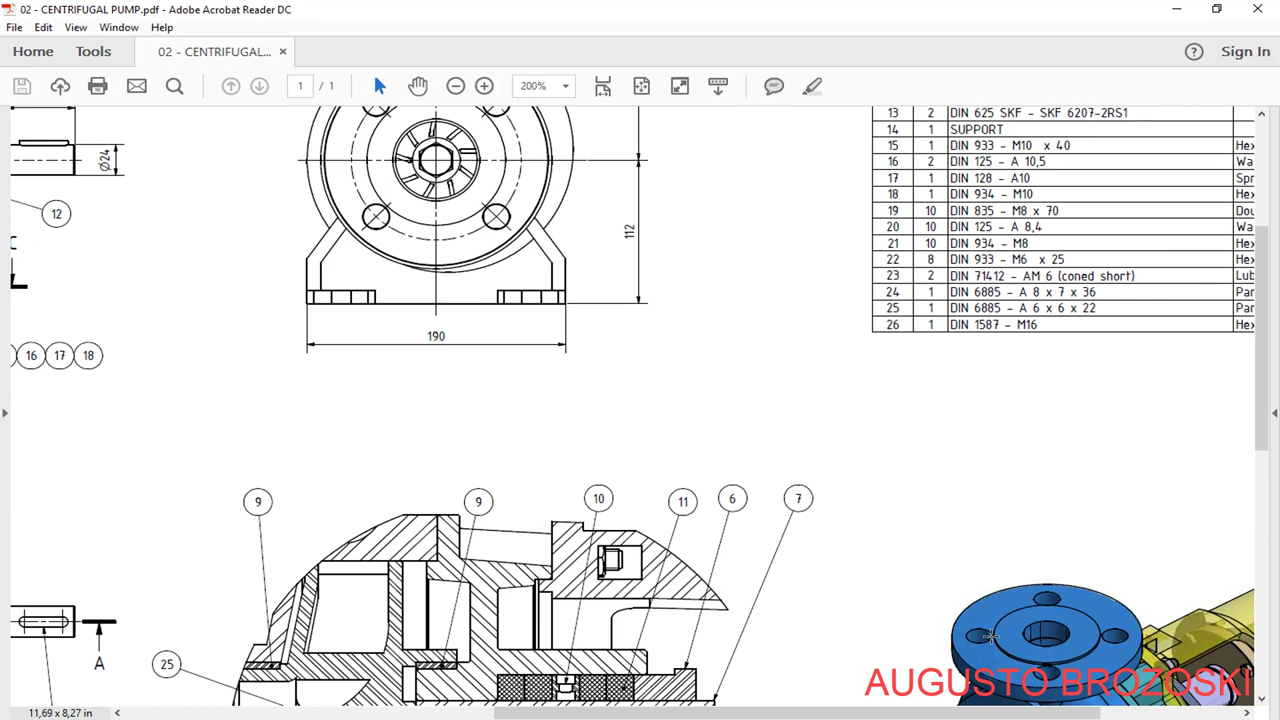 02 - CENTRIFUGAL PUMP.pdf - Adobe Acrobat Reader DC
File Edit View Window Help
Home Tools 02 - CENTRIFUGAL... × ? Sign In
1 / 1 200%
13 2 DIN 625 SKF - SKF 6207-2RS1
14 1 SUPPORT
15 1 DIN 933 - M10 x 40 Hex
16 2 DIN 125 - A 10,5 Wa
17 1 DIN 128 - A10 Spr
18 1 DIN 934 - M10 Hex
19 10 DIN 835 - M8 x 70 Dou
20 10 DIN 125 - A 8,4 Wa
21 10 DIN 934 - M8 Hex
22 8 DIN 933 - M6 x 25 Hex
23 2 DIN 71412 - AM 6 (coned short) Lub
24 1 DIN 6885 - A 8 x 7 x 36 Par
25 1 DIN 6885 - A 6 x 6 x 22 Par
26 1 DIN 1587 - M16 Hex
Ø24
12
C
112
190
16 17 18
9 9 10 11 6 7
25
A
AUGUSTO BROZOSKI
11,69 x 8,27 in